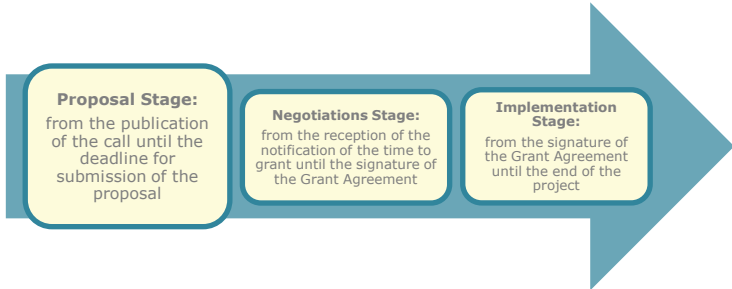 Proposal Stage:
from the publication
of the call until the
deadline for
submission of the
proposal
Negotiations Stage:
from the reception of the
notification of the time to
grant until the signature of
the Grant Agreement
Implementation
Stage:
from the signature of
the Grant Agreement
until the end of the
project